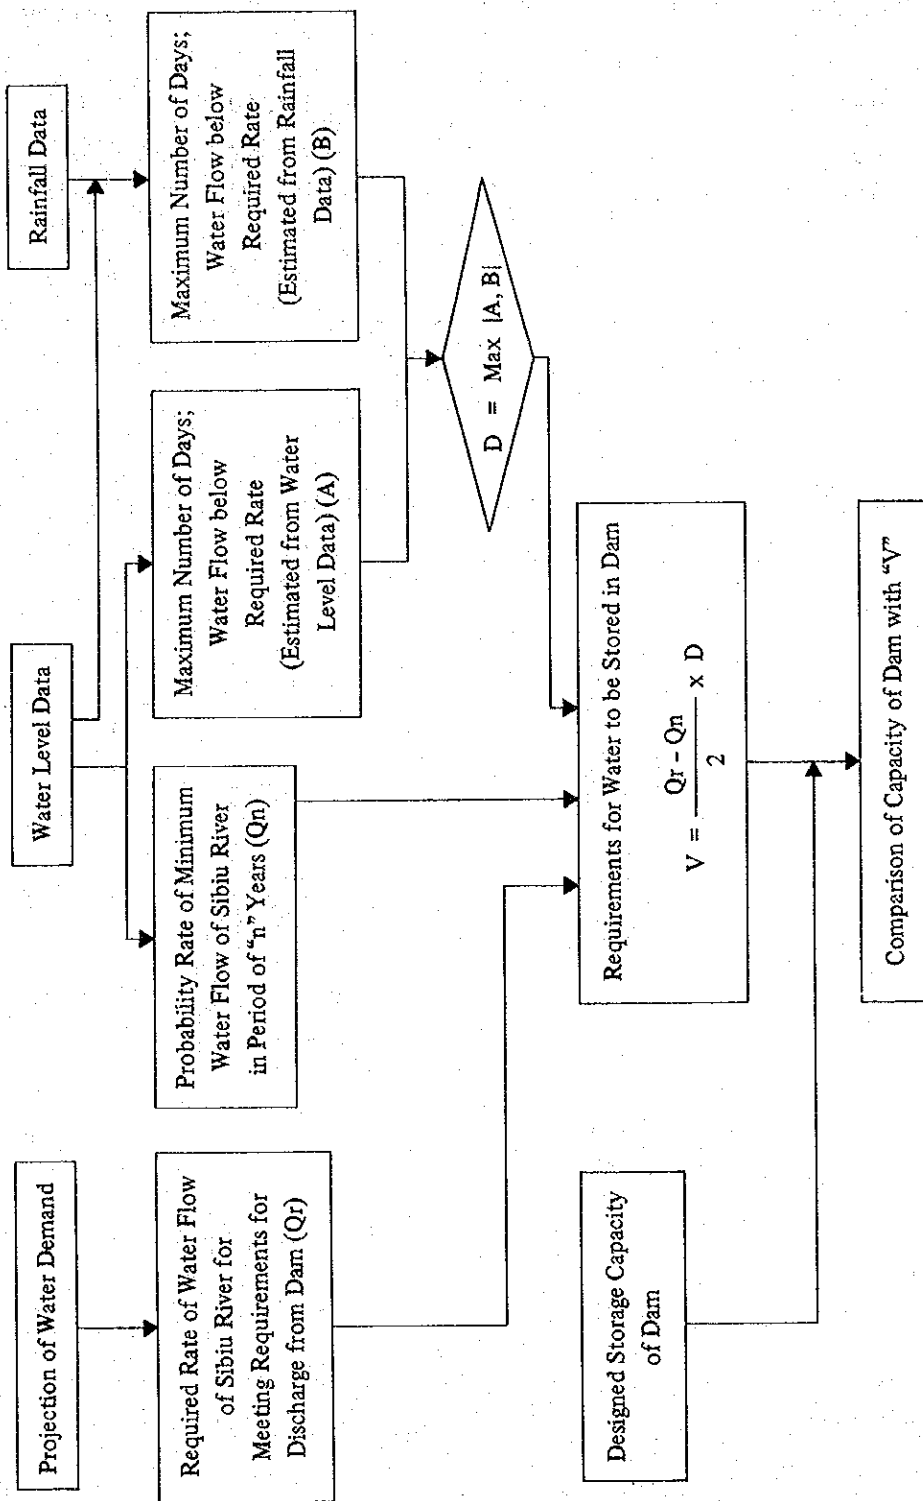 Projection of Water Demand
Water Level Data
Rainfall Data
Required Rate of Water Flow
of Sibiu River for
Meeting Requirements for
Discharge from Dam (Qr)
Probability Rate of Minimum
Water Flow of Sibiu River
in Period of "n" Years (Qn)
Maximum Number of Days;
Water Flow below
Required Rate
(Estimated from Water
Level Data) (A)
Maximum Number of Days;
Water Flow below
Required Rate
(Estimated from Rainfall
Data) (B)
D = Max |A, B|
Requirements for Water to be Stored in Dam
V = Qr - Qn / 2 x D
Designed Storage Capacity
of Dam
Comparison of Capacity of Dam with "V"